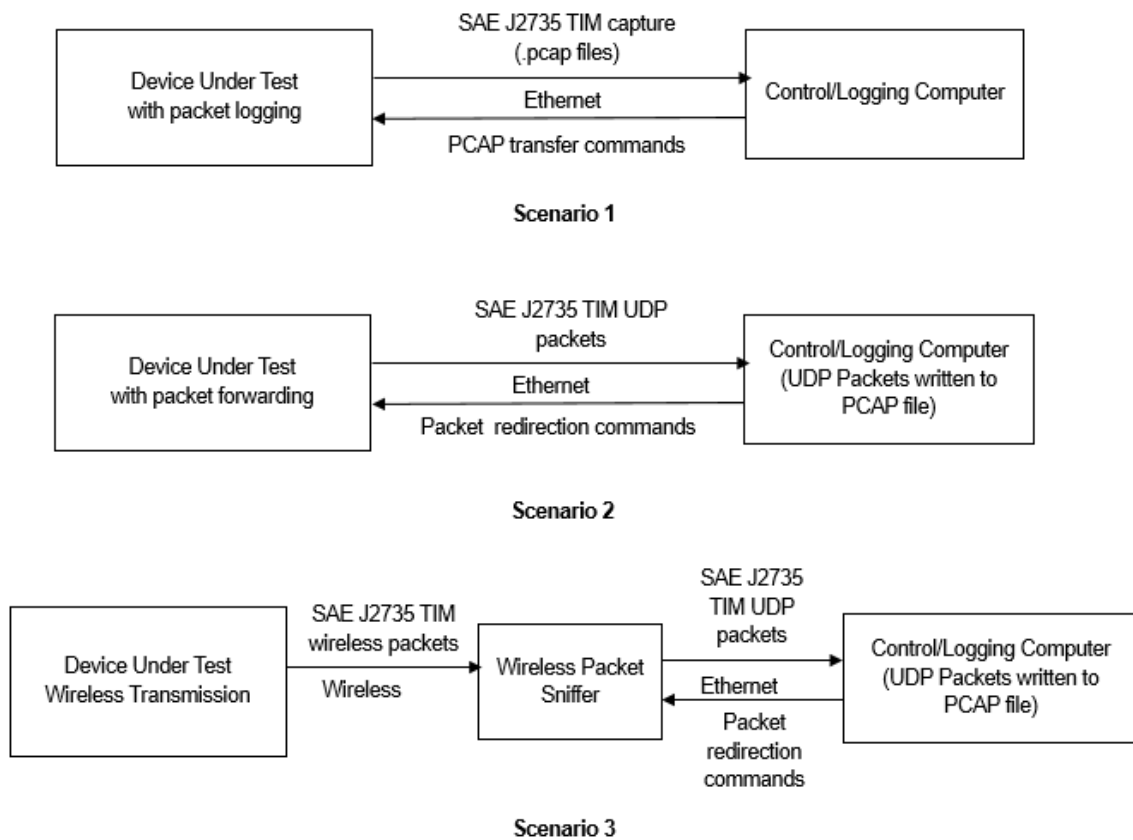 SAE J2735 TIM capture
(.pcap files)
Device Under Test
with packet logging
Ethernet
Control/Logging Computer
PCAP transfer commands
Scenario 1
SAE J2735 TIM UDP
packets
Device Under Test
with packet forwarding
Ethernet
Control/Logging Computer
(UDP Packets written to
PCAP file)
Packet redirection commands
Scenario 2
Device Under Test
Wireless Transmission
SAE J2735 TIM
wireless packets
Wireless
Wireless Packet
Sniffer
SAE J2735
TIM UDP
packets
Ethernet
Packet
redirection
commands
Control/Logging Computer
(UDP Packets written to
PCAP file)
Scenario 3